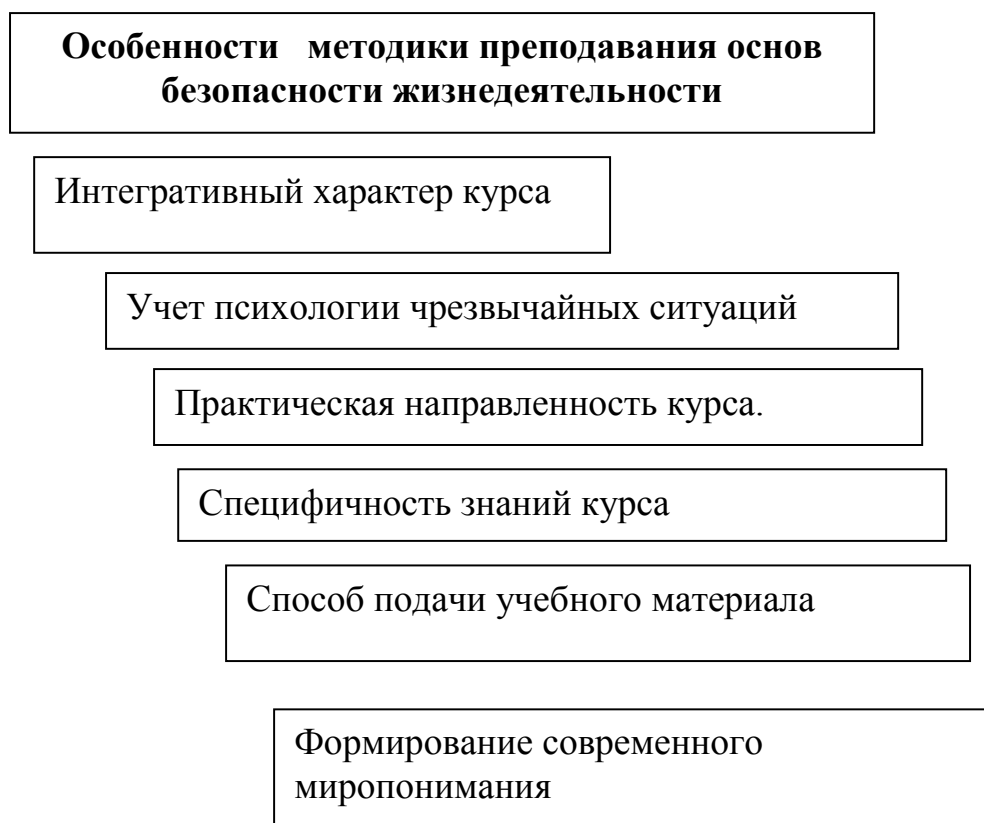 Особенности методики преподавания основ
безопасности жизнедеятельности
Интегративный характер курса
Учет психологии чрезвычайных ситуаций
Практическая направленность курса.
Специфичность знаний курса
Способ подачи учебного материала
Формирование современного
миропонимания